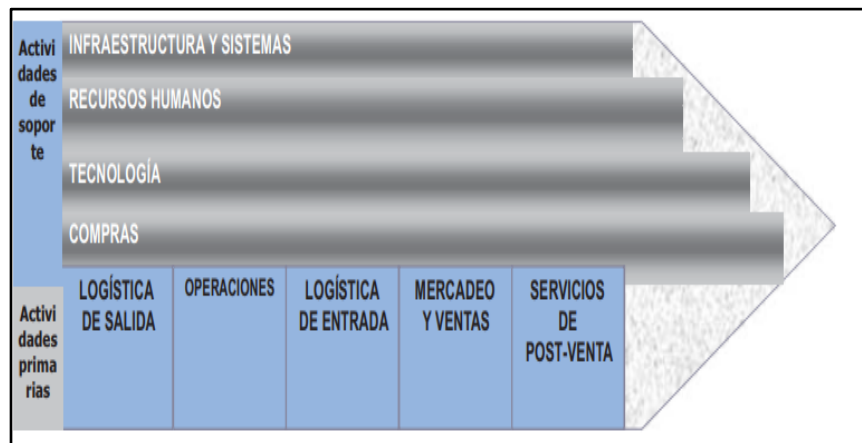 Activi
dades
de
sopor
te
INFRAESTRUCTURA Y SISTEMAS
RECURSOS HUMANOS
TECNOLOGÍA
COMPRAS
Activi
dades
prima
rias
LOGÍSTICA
DE SALIDA
OPERACIONES
LOGÍSTICA
DE ENTRADA
MERCADEO
Y VENTAS
SERVICIOS
DE
POST-VENTA